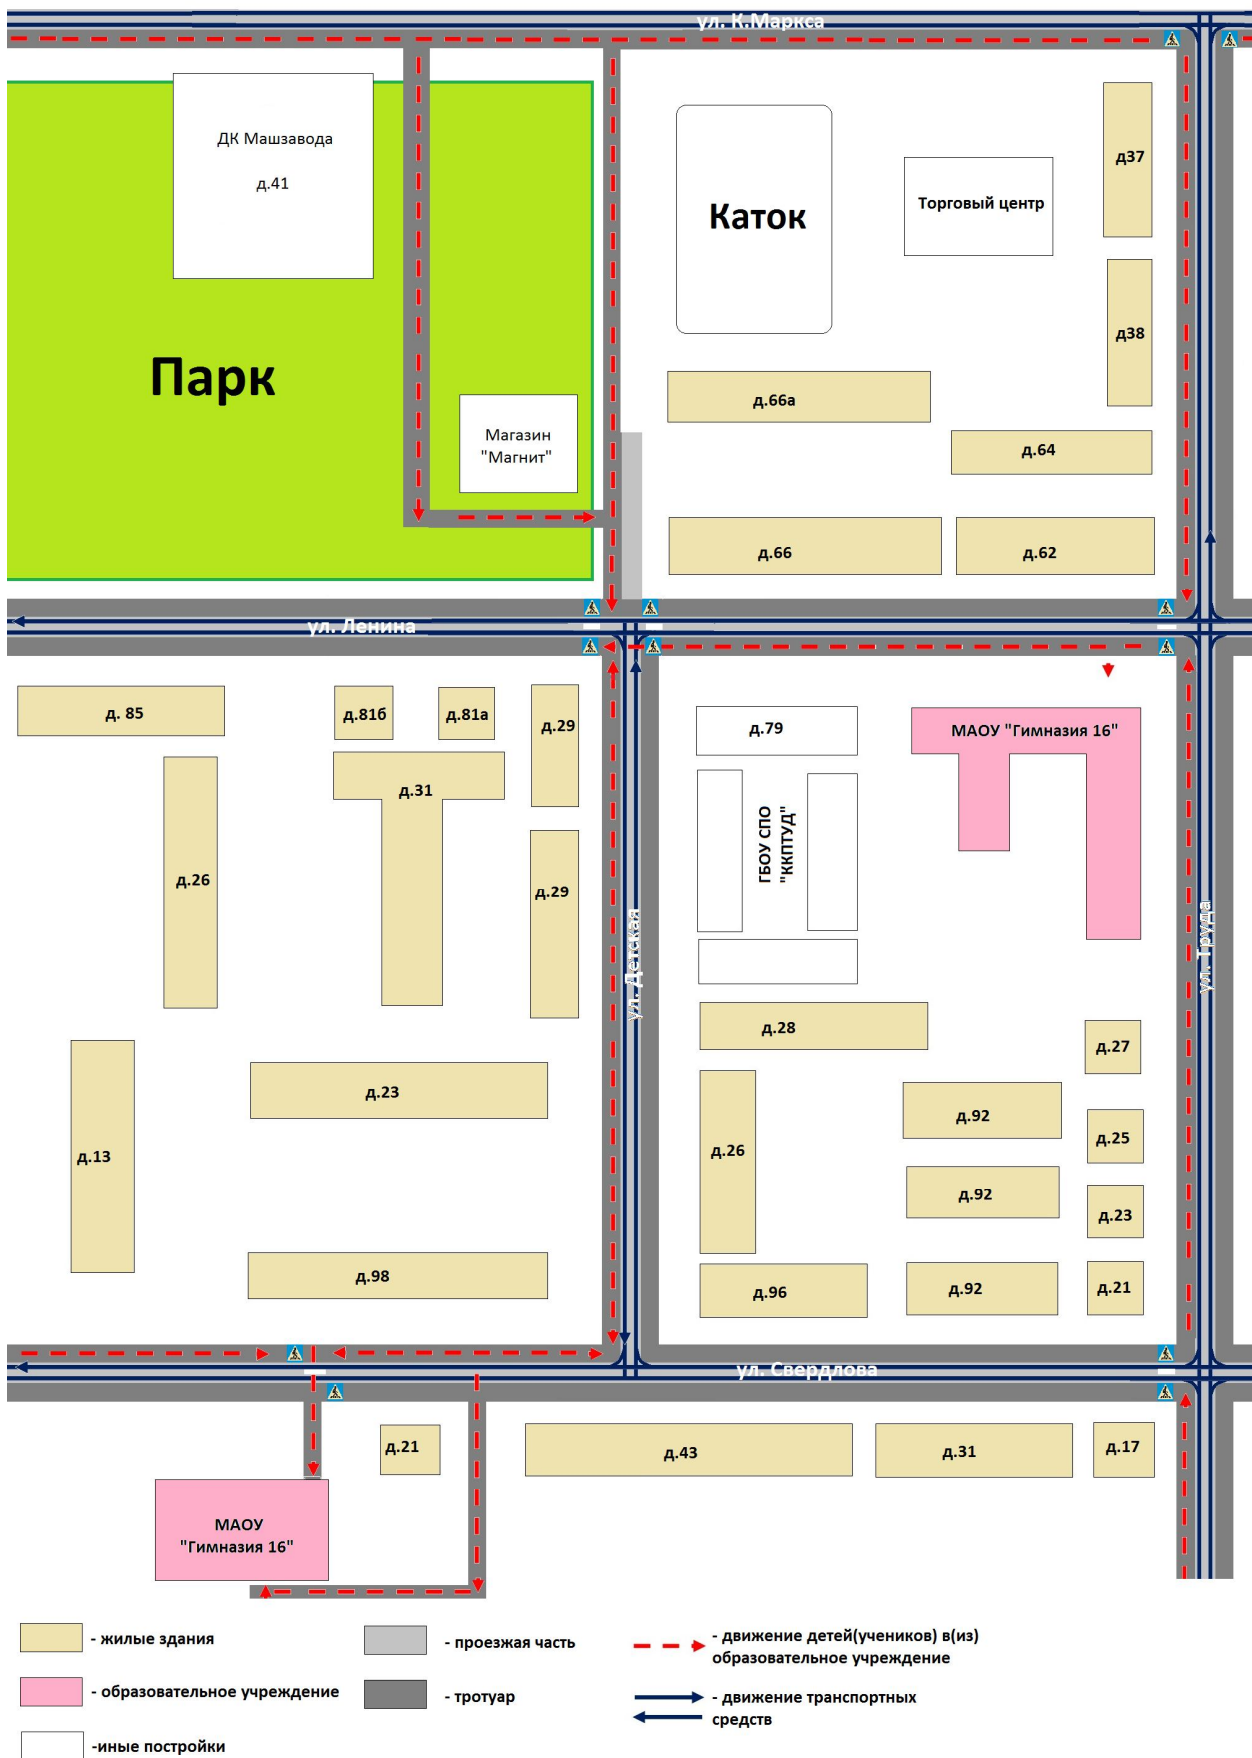 ул. К.Маркса
ДК Машзавода
д.41
Каток
Торговый центр
д37
д38
Парк
Магазин
"Магнит"
д.66а
д.64
д.66
д.62
ул. Ленина
д. 85
д.81б
д.81а
д.29
д.31
д.26
д.29
д.13
д.23
д.98
ул. Детская
д.79
МАОУ "Гимназия 16"
ГБОУ СПО
"ККПТУД"
д.28
д.26
д.96
д.92
д.92
д.92
д.27
д.25
д.23
д.21
ул. Труда
ул. Свердлова
д.21
д.43
д.31
д.17
МАОУ
"Гимназия 16"
- жилые здания
- образовательное учреждение
-иные постройки
- проезжая часть
- тротуар
- движение детей(учеников) в(из)
образовательное учреждение
- движение транспортных
средств